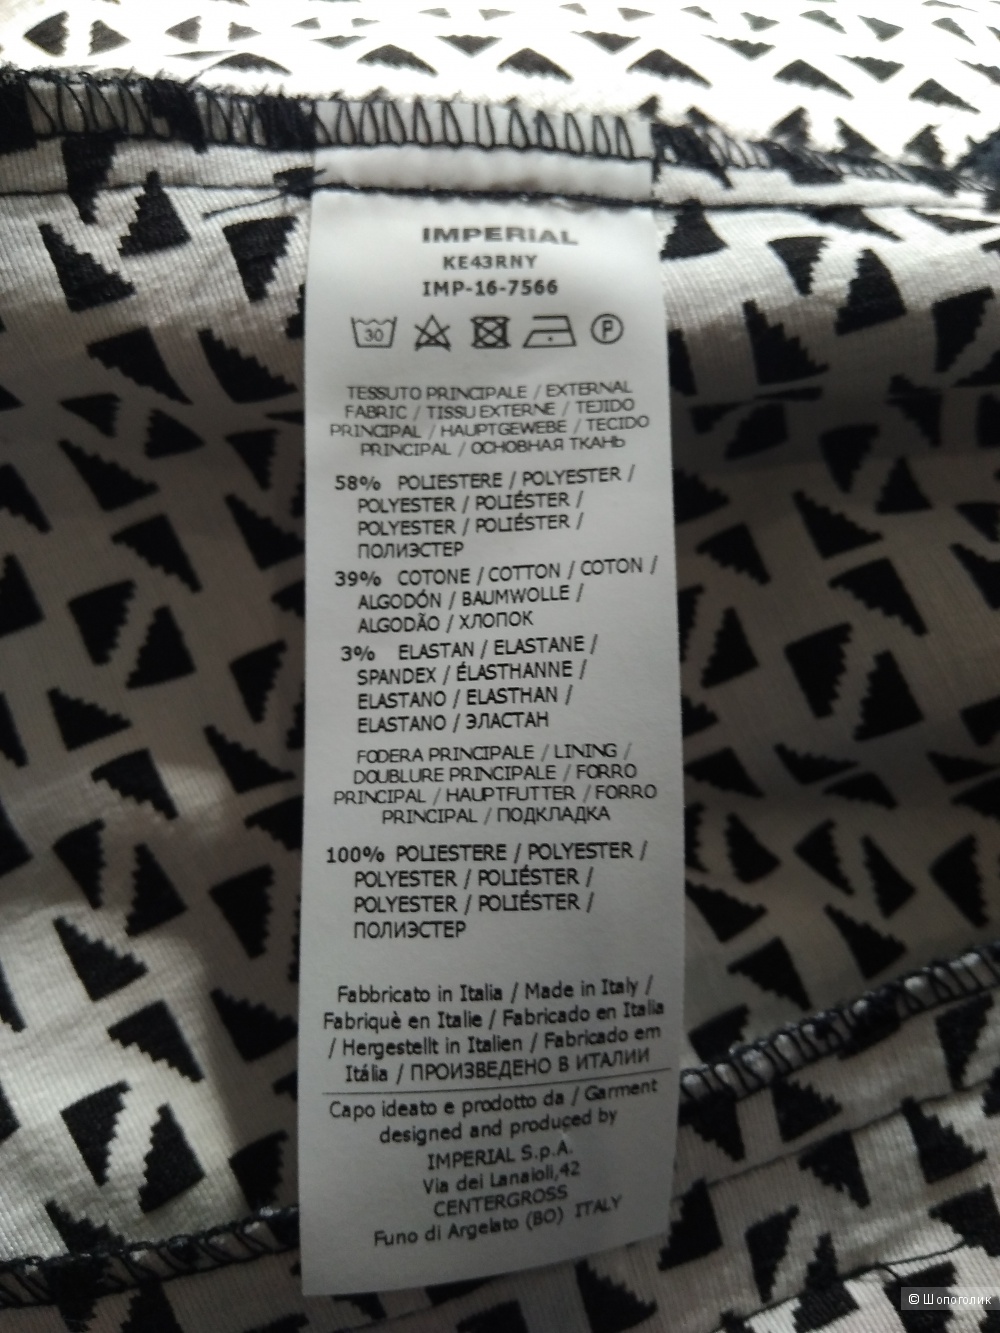 IMPERIAL
KE43RNY
IMP-16-7566
30
P
TESSUTO PRINCIPALE / EXTERNAL
FABRIC / TISSU EXTERNE / TEJIDO
PRINCIPAL / HAUPTGEWEBE / TECIDO
PRINCIPAL / ОСНОВНАЯ ТКАНЬ
58% POLIESTERE / POLYESTER /
POLYESTER / POLIÉSTER /
POLYESTER / POLIÉSTER /
ПОЛИЭСТЕР
39% COTONE / COTTON / COTON /
ALGODÓN / BAUMWOLLE /
ALGODÃO / ХЛОПОК
3% ELASTAN / ELASTANE /
SPANDEX / ÉLASTHANNE /
ELASTANO / ELASTHAN /
ELASTANO / ЭЛАСТАН
FODERA PRINCIPALE / LINING /
DOUBLURE PRINCIPALE / FORRO
PRINCIPAL / HAUPTFUTTER / FORRO
PRINCIPAL / ПОДКЛАДКА
100% POLIESTERE / POLYESTER /
POLYESTER / POLIÉSTER /
POLYESTER / POLIÉSTER /
ПОЛИЭСТЕР
Fabbricato in Italia / Made in Italy /
Fabriquè en Italie / Fabricado en Italia
/ Hergestellt in Italien / Fabricado em
Itália / ПРОИЗВЕДЕНО В ИТАЛИИ
Capo ideato e prodotto da / Garment
designed and produced by
IMPERIAL S.p.A.
Via dei Lanaioli,42
CENTERGROSS
Funo di Argelato (BO) ITALY
© Шопоголик